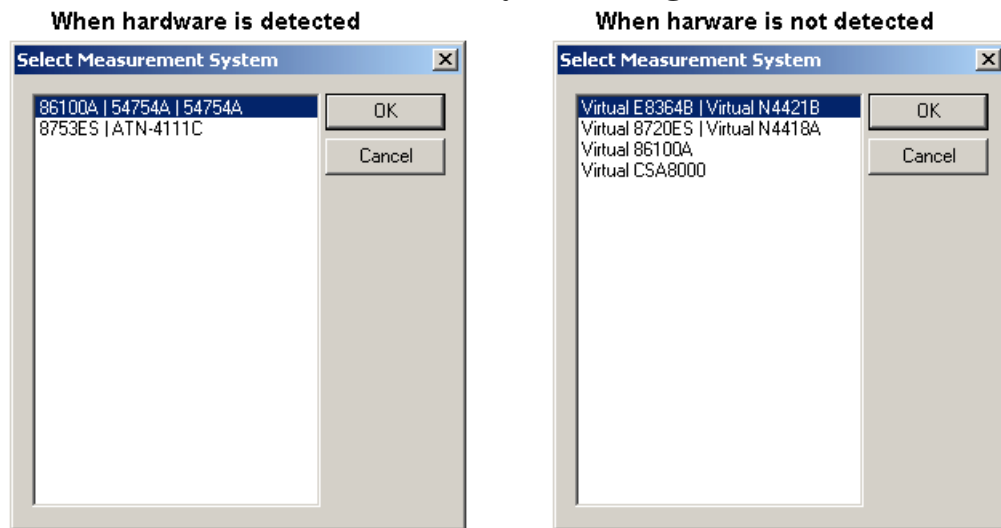 When hardware is detected
Select Measurement System
86100A | 54754A | 54754A
8753ES | ATN-4111C
OK
Cancel
When harware is not detected
Select Measurement System
Virtual E8364B | Virtual N4421B
Virtual 8720ES | Virtual N4418A
Virtual 86100A
Virtual CSA8000
OK
Cancel